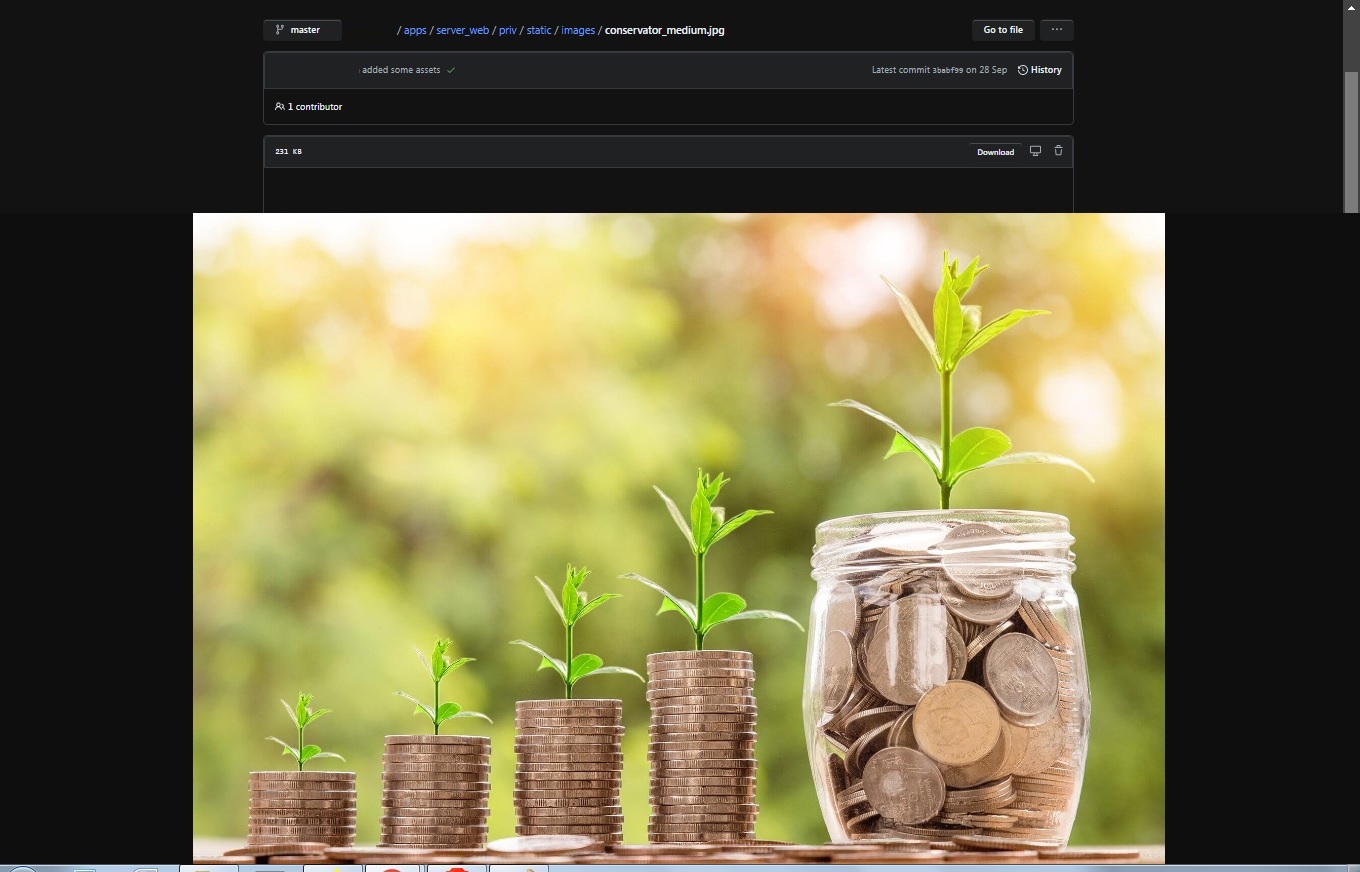 master / apps / server_web / priv / static / images / conservator_medium.jpg Go to file ...
added some assets Latest commit 3babf99 on 28 Sep History
1 contributor
231 KB Download